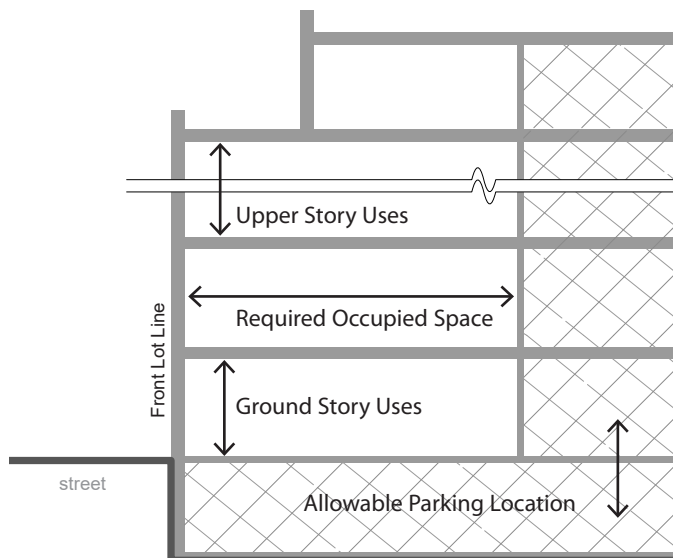 Upper Story Uses
Required Occupied Space
Front Lot Line
Ground Story Uses
street
Allowable Parking Location